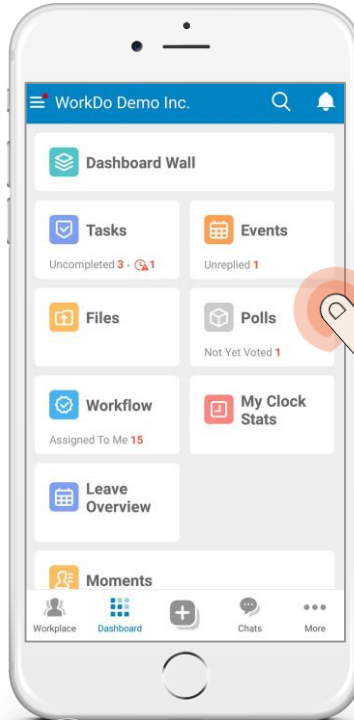 WorkDo Demo Inc.
Dashboard Wall
Tasks
Uncompleted 3 · 1
Events
Unreplied 1
Files
Polls
Not Yet Voted 1
Workflow
Assigned To Me 15
My Clock
Stats
Leave
Overview
Moments
Workplace
Dashboard
Chats
More